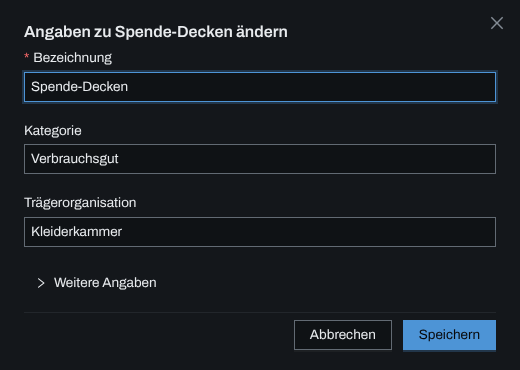 Angaben zu Spende-Decken ändern
* Bezeichnung
Spende-Decken
Kategorie
Verbrauchsgut
Trägerorganisation
Kleiderkammer
Weitere Angaben
Abbrechen Speichern